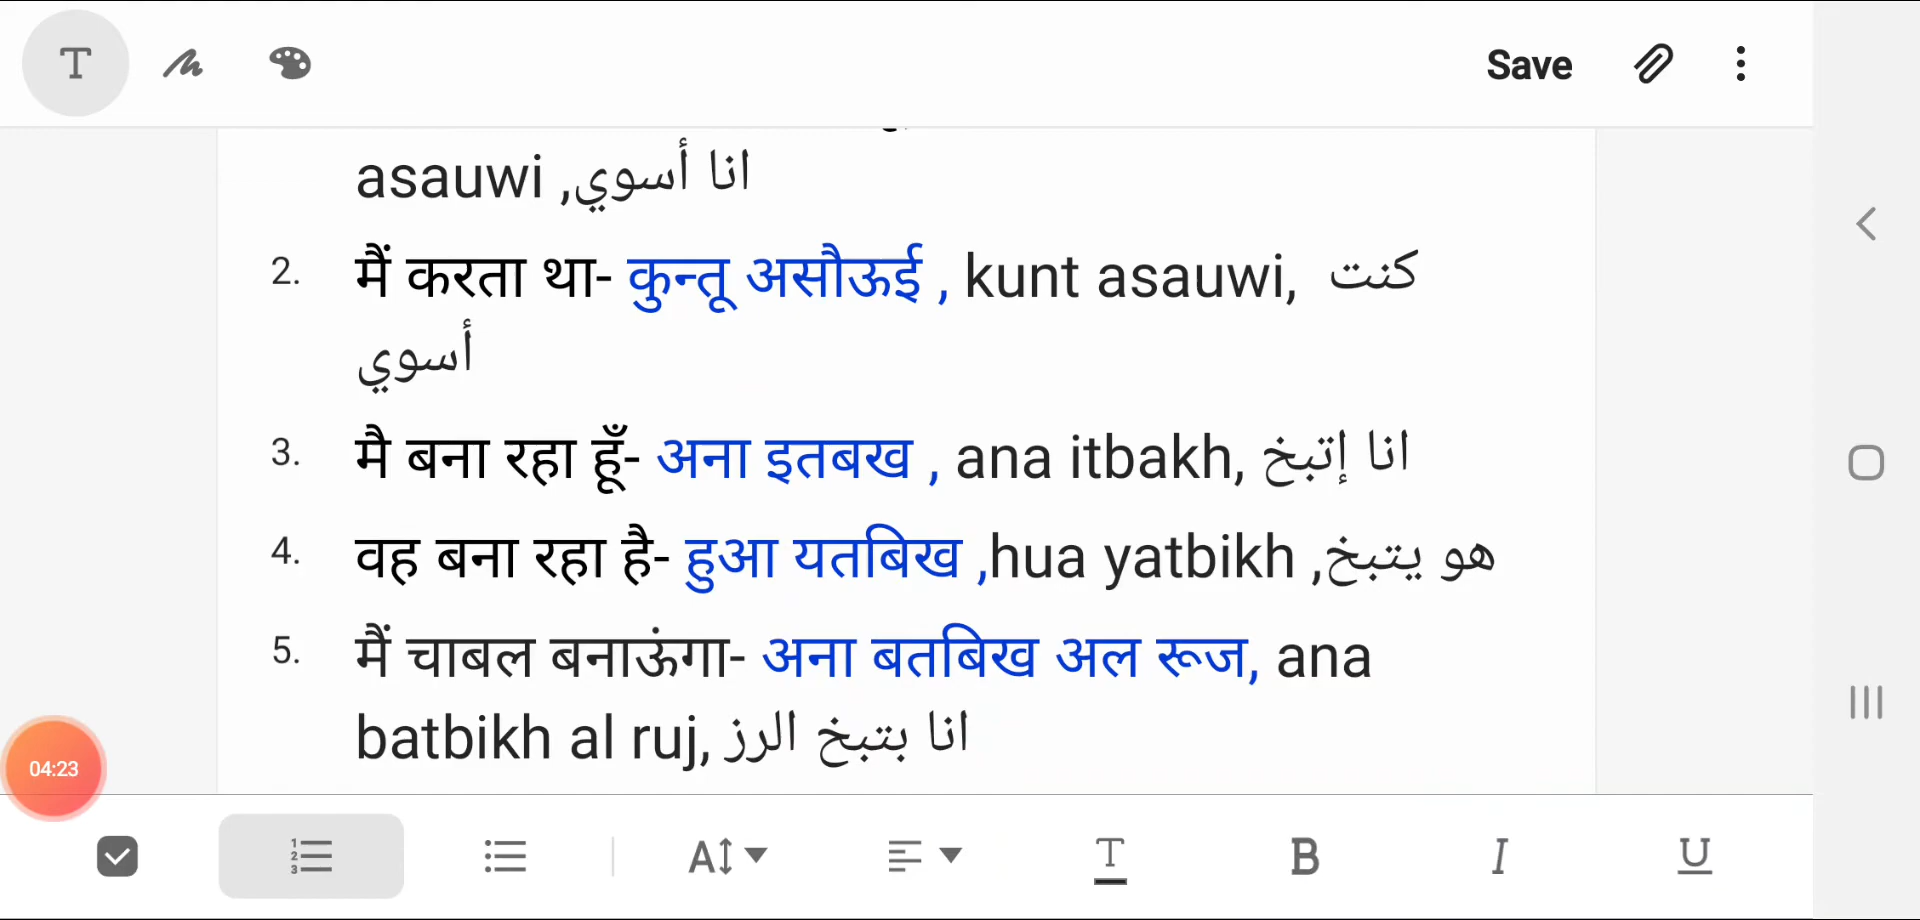 Save
asauwi ,انا أسوي
2. मैं करता था- कुन्तू असौऊई , kunt asauwi, كنت
أسوي
3. मै बना रहा हूँ- अना इतबख , ana itbakh, انا إتبخ
4. वह बना रहा है- हुआ यतबिख ,hua yatbikh ,هو يتبخ
5. मैं चाबल बनाऊंगा- अना बतबिख अल रूज, ana
batbikh al ruj, انا بتبخ الرز
04:23